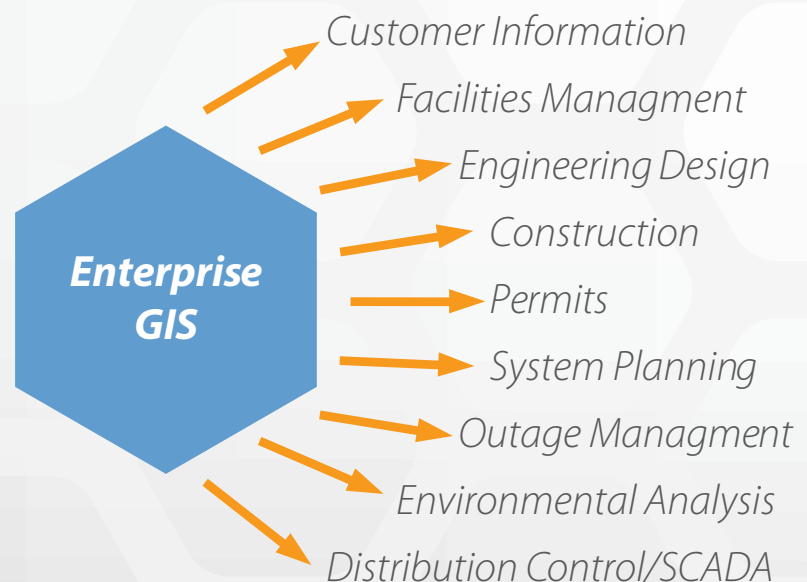 Customer Information
Facilities Managment
Engineering Design
Construction
Enterprise
GIS
Permits
System Planning
Outage Managment
Environmental Analysis
Distribution Control/SCADA